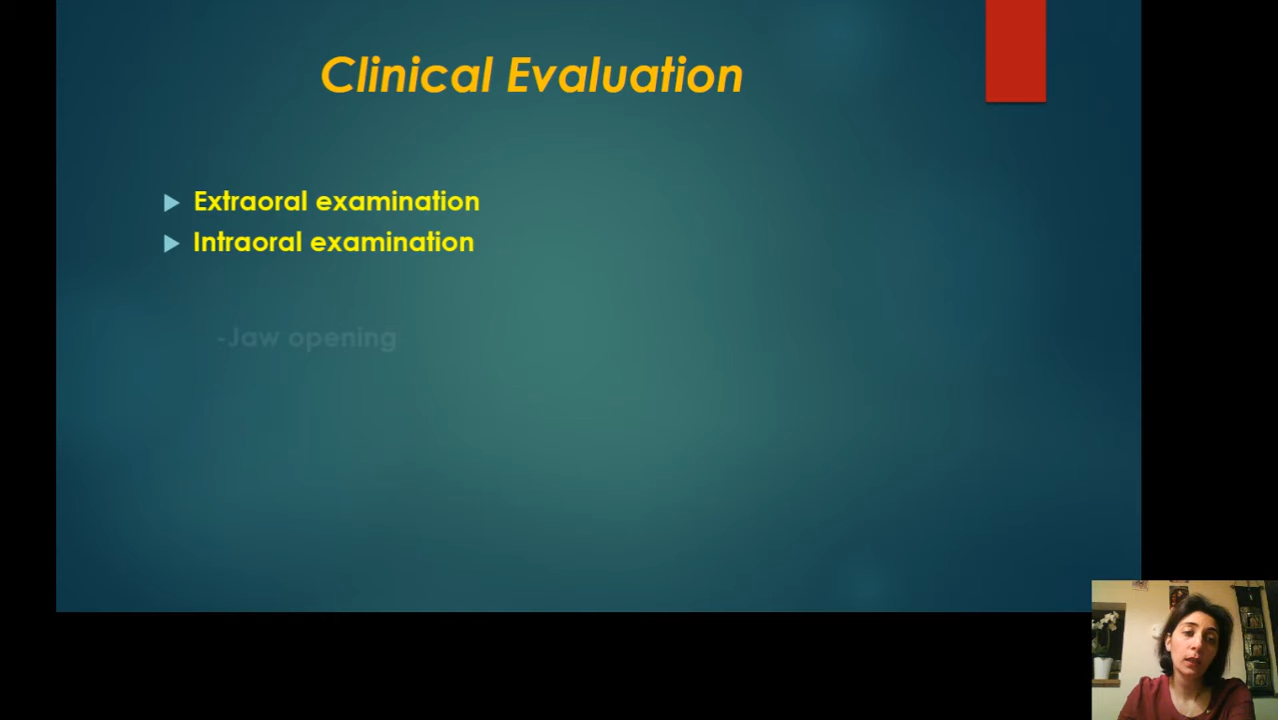 Clinical Evaluation
Extraoral examination
Intraoral examination
-Jaw opening